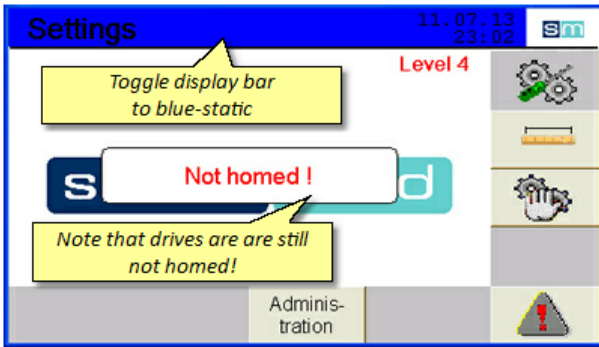 Settings
11.07.13
23:02
sm
Level 4
Toggle display bar
to blue-static
Not homed !
s
d
Note that drives are are still
not homed!
Adminis-
tration